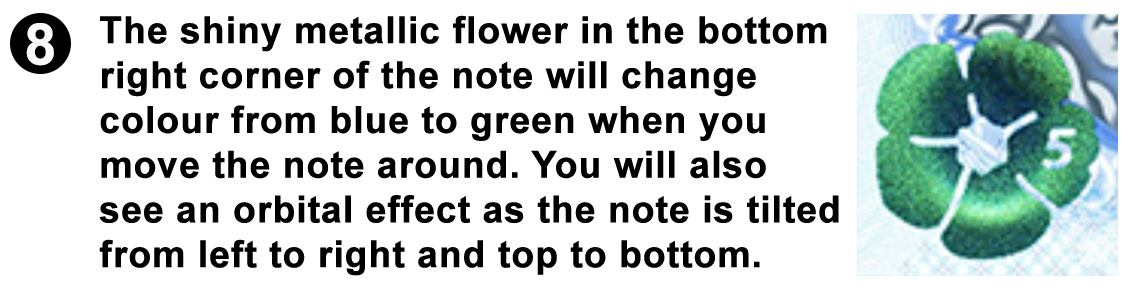 8
The shiny metallic flower in the bottom
right corner of the note will change
colour from blue to green when you
move the note around. You will also
see an orbital effect as the note is tilted
from left to right and top to bottom.
5